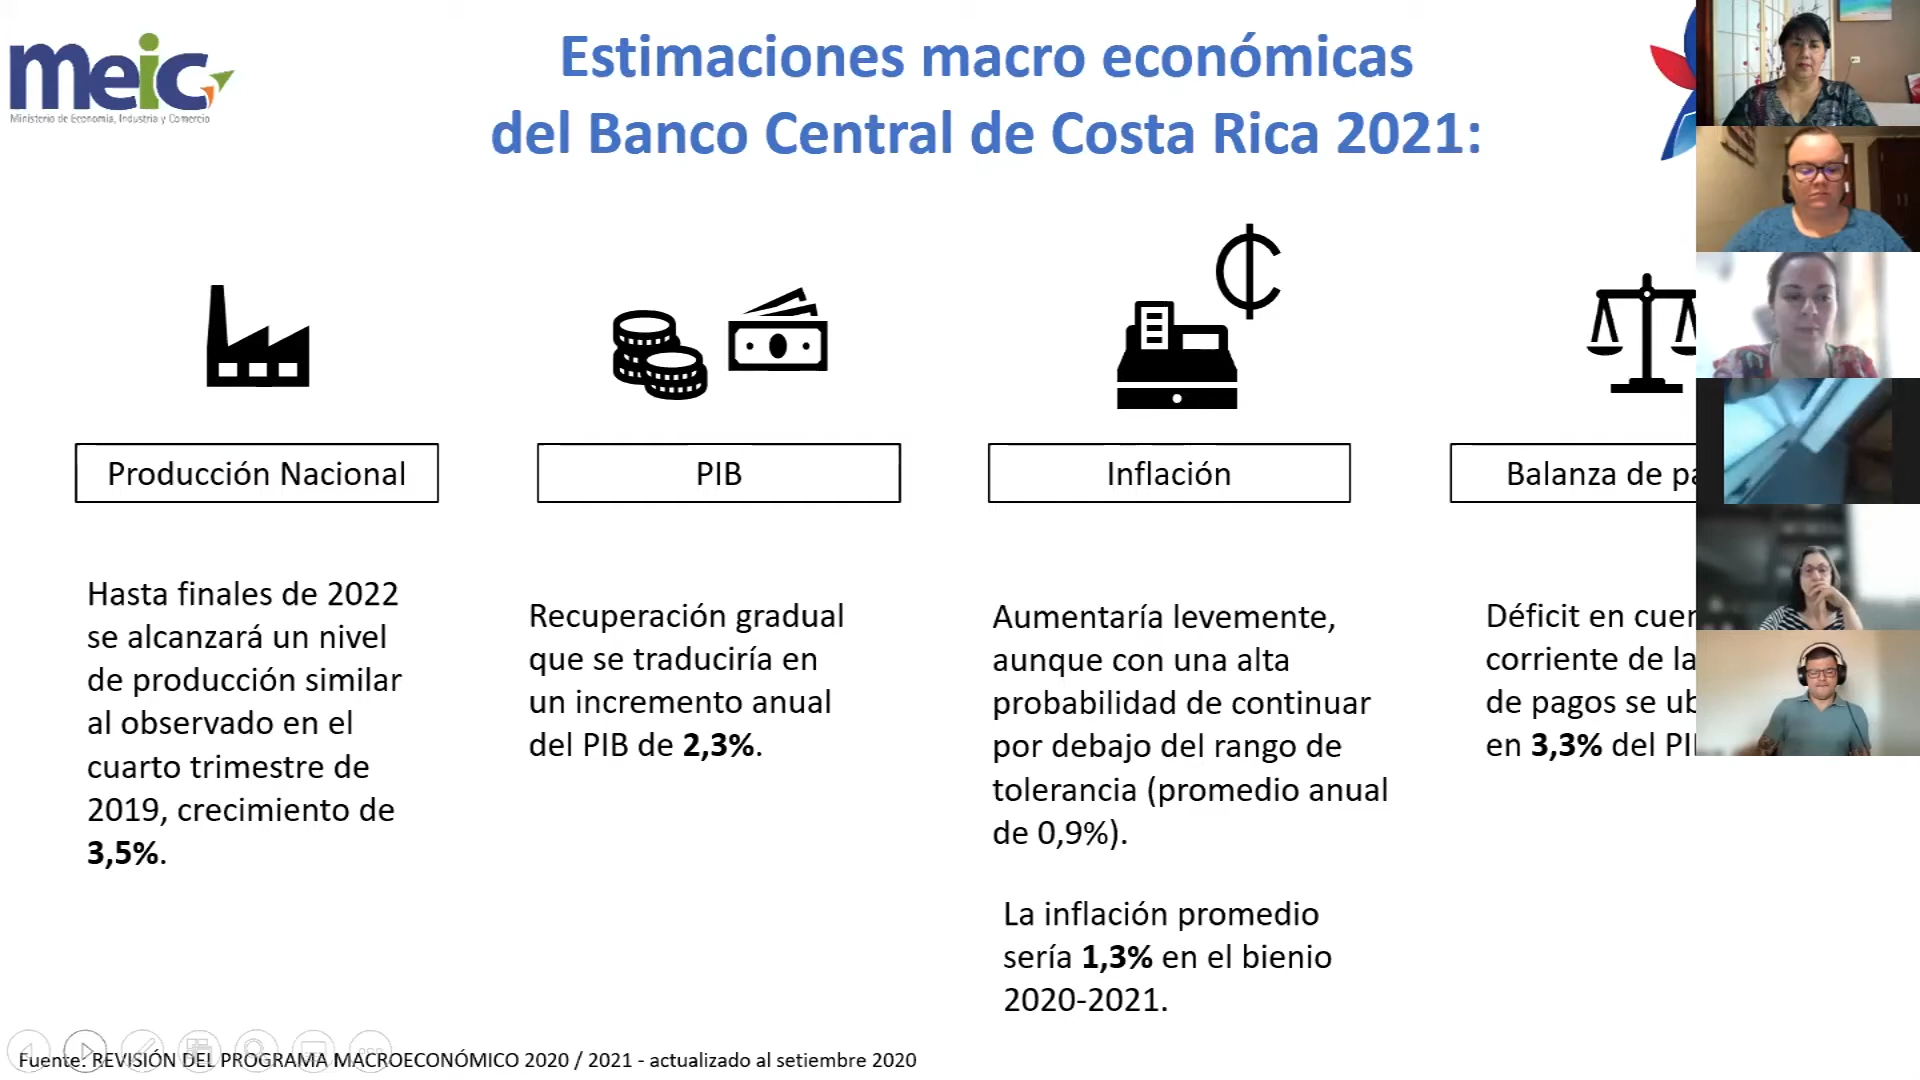 meic
Ministerio de Economía, Industria y Comercio
Estimaciones macro económicas
del Banco Central de Costa Rica 2021:
₡
Producción Nacional
PIB
Inflación
Balanza de
Hasta finales de 2022
se alcanzará un nivel
de producción similar
al observado en el
cuarto trimestre de
2019, crecimiento de
3,5%.
Recuperación gradual
que se traduciría en
un incremento anual
del PIB de 2,3%.
Aumentaría levemente,
aunque con una alta
probabilidad de continuar
por debajo del rango de
tolerancia (promedio anual
de 0,9%).
La inflación promedio
sería 1,3% en el bienio
2020-2021.
Déficit en
corriente de la
de pagos se
en 3,3% del
Fuente: REVISIÓN DEL PROGRAMA MACROECONÓMICO 2020 / 2021 - actualizado al setiembre 2020